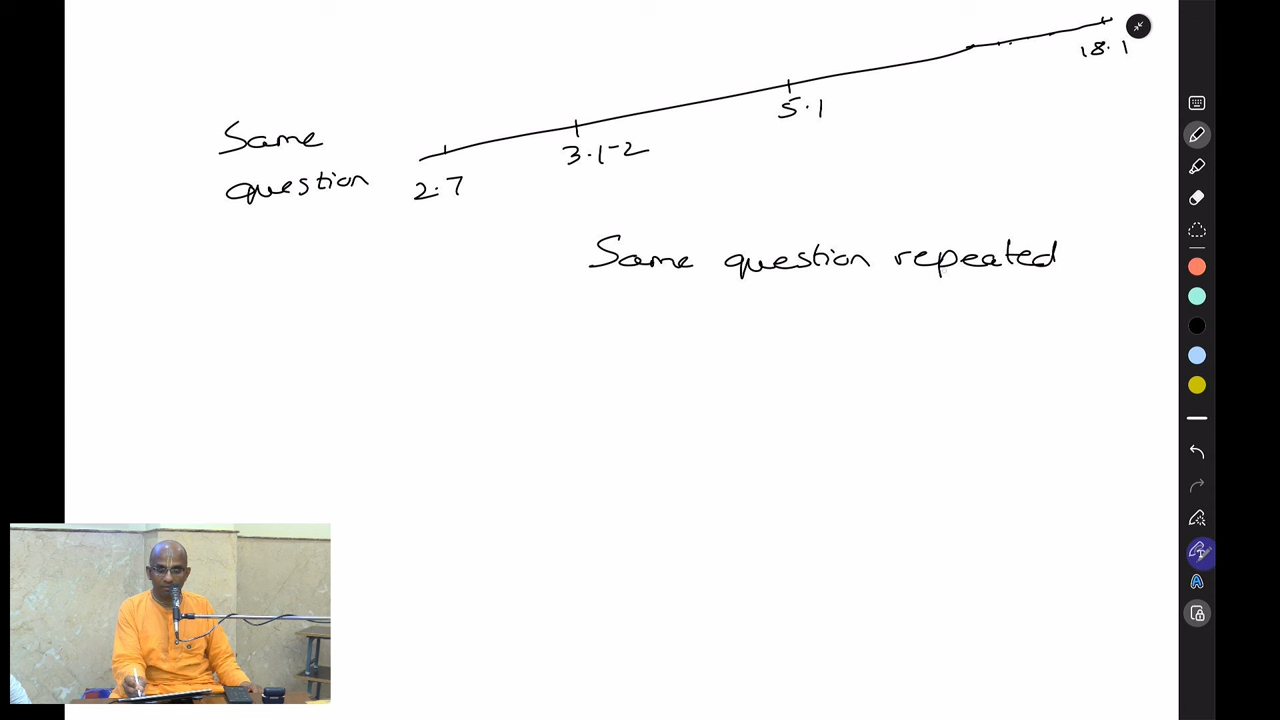 18.1
5.1
Same
3.1-2
question
2.7
Same question repeated